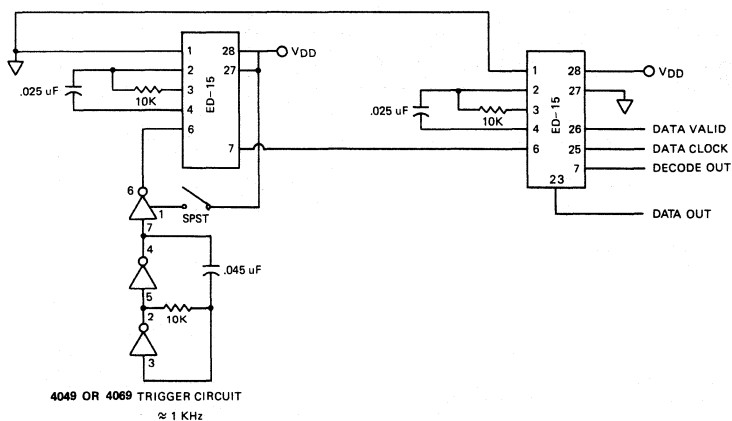 1
2
3
4
6
28
27
7
ED-15
VDD
.025 uF
10K
6
1
7
SPST
4
5
.045 uF
10K
2
3
4049 OR 4069 TRIGGER CIRCUIT
≈ 1 KHz
1
2
3
4
6
28
27
26
25
7
23
ED-15
VDD
.025 uF
10K
DATA VALID
DATA CLOCK
DECODE OUT
DATA OUT